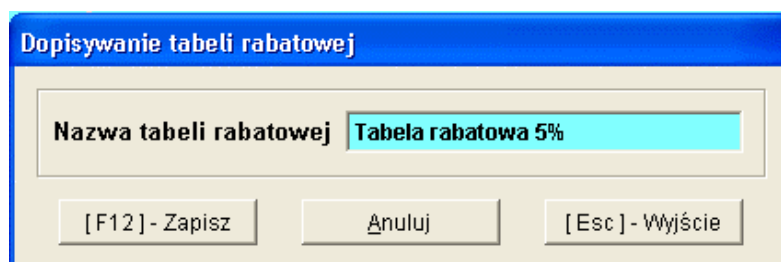 Dopisywanie tabeli rabatowej
Nazwa tabeli rabatowej Tabela rabatowa 5%
[F12] - Zapisz Anuluj [Esc] - Wyjście